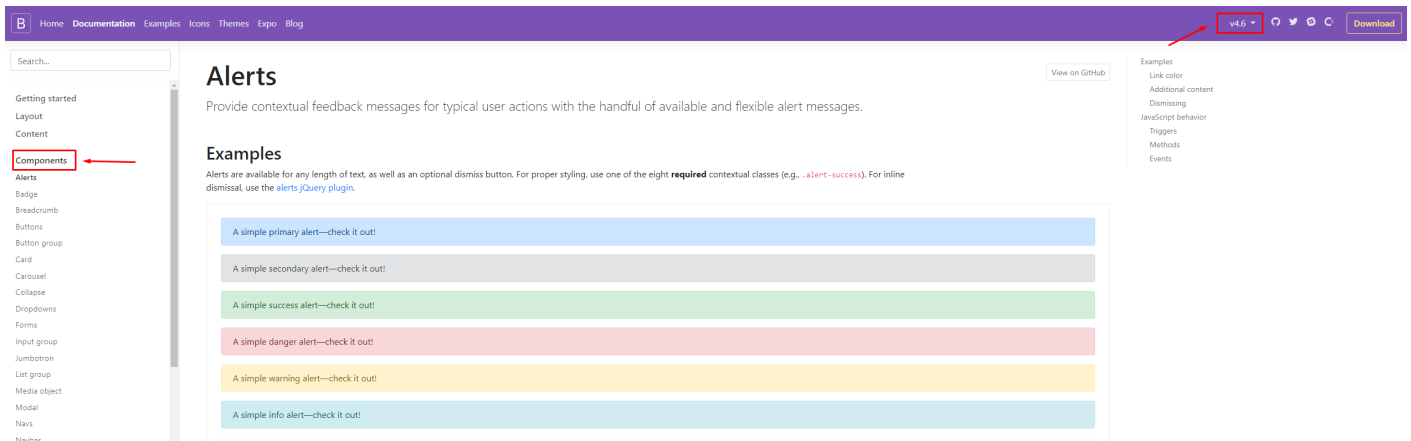 B Home Documentation Examples Icons Themes Expo Blog v4.6 Download
Search...
Getting started
Layout
Content
Components
Alerts
Badge
Breadcrumb
Buttons
Button group
Card
Carousel
Collapse
Dropdowns
Forms
Input group
Jumbotron
List group
Media object
Modal
Navs
Navbar
Alerts
View on GitHub
Provide contextual feedback messages for typical user actions with the handful of available and flexible alert messages.
Examples
Alerts are available for any length of text, as well as an optional dismiss button. For proper styling, use one of the eight required contextual classes (e.g., .alert-success). For inline
dismissal, use the alerts jQuery plugin.
A simple primary alert—check it out!
A simple secondary alert—check it out!
A simple success alert—check it out!
A simple danger alert—check it out!
A simple warning alert—check it out!
A simple info alert—check it out!
Examples
Link color
Additional content
Dismissing
JavaScript behavior
Triggers
Methods
Events